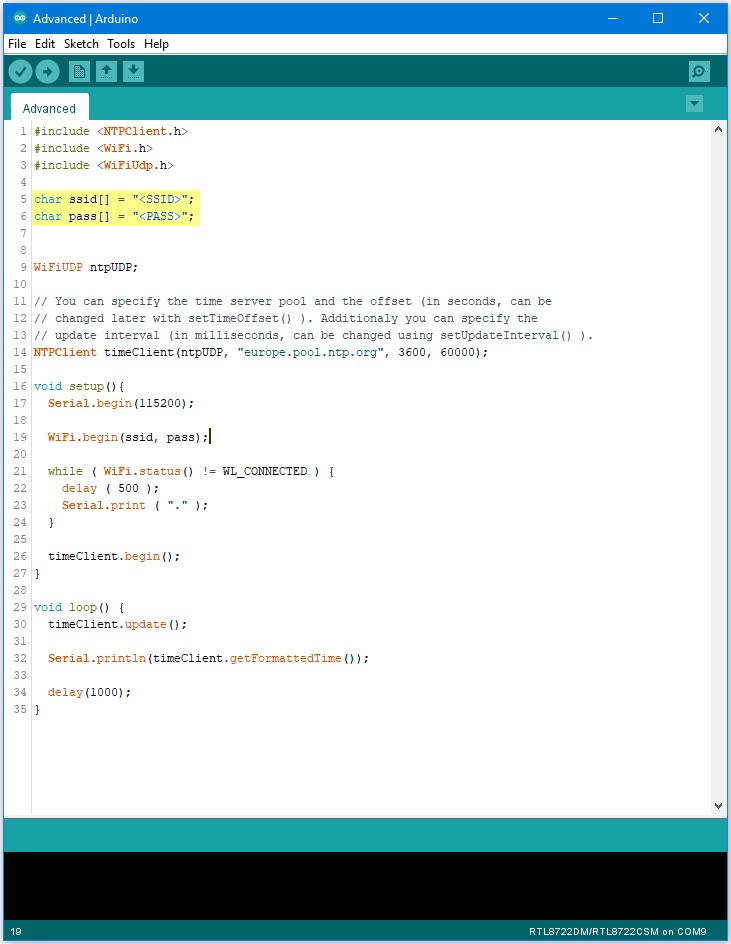 Advanced | Arduino
File Edit Sketch Tools Help
Advanced
1 #include <NTPClient.h>
2 #include <WiFi.h>
3 #include <WiFiUdp.h>
4
5 char ssid[] = "<SSID>";
6 char pass[] = "<PASS>";
7
8
9 WiFiUDP ntpUDP;
10
11 // You can specify the time server pool and the offset (in seconds, can be
12 // changed later with setTimeOffset() ). Additionaly you can specify the
13 // update interval (in milliseconds, can be changed using setUpdateInterval() ).
14 NTPClient timeClient(ntpUDP, "europe.pool.ntp.org", 3600, 60000);
15
16 void setup(){
17   Serial.begin(115200);
18
19   WiFi.begin(ssid, pass);
20
21   while ( WiFi.status() != WL_CONNECTED ) {
22     delay ( 500 );
23     Serial.print ( "." );
24   }
25
26   timeClient.begin();
27 }
28
29 void loop() {
30   timeClient.update();
31
32   Serial.println(timeClient.getFormattedTime());
33
34   delay(1000);
35 }
19 RTL8722DM/RTL8722CSM on COM9